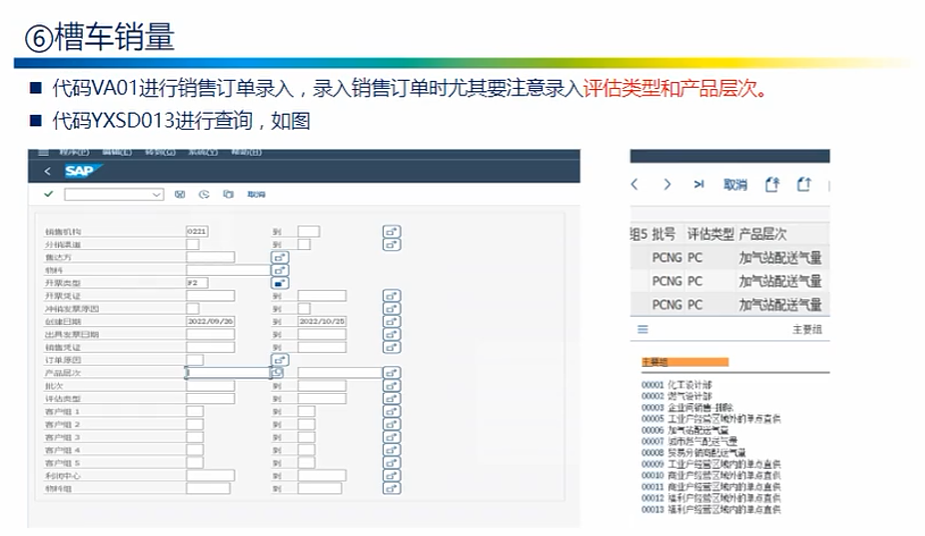 ⑥槽车销量
■ 代码VA01进行销售订单录入，录入销售订单时尤其要注意录入评估类型和产品层次。
■ 代码YXSD013进行查询，如图
程序(P) 编辑(E) 转到(G) 系统(Y) 帮助(H)
SAP
取消
销售机构 0221 到
分销渠道 到
售达方
物料
开票类型 F2
开票凭证 到
冲销发票原因 到
创建日期 2022/09/26 到 2022/10/25
出具发票日期 到
销售凭证 到
订单原因
产品层次 到
批次 到
评估类型 到
客户组 1 到
客户组 2 到
客户组 3 到
客户组 4 到
客户组 5 到
利润中心 到
物料组 到
取消
组5 批号 评估类型 产品层次
PCNG PC 加气站配送气量
PCNG PC 加气站配送气量
PCNG PC 加气站配送气量
主要组
主要组
00001 化工设计部
00002 燃气设计部
00003 企业间销售-删除
00005 工业户经营区域外的单点直供
00006 加气站配送气量
00007 城市燃气配送气量
00008 贸易分销商配送气量
00009 工业户经营区域内的单点直供
00010 商业户经营区域外的单点直供
00011 商业户经营区域内的单点直供
00012 福利户经营区域外的单点直供
00013 福利户经营区域内的单点直供